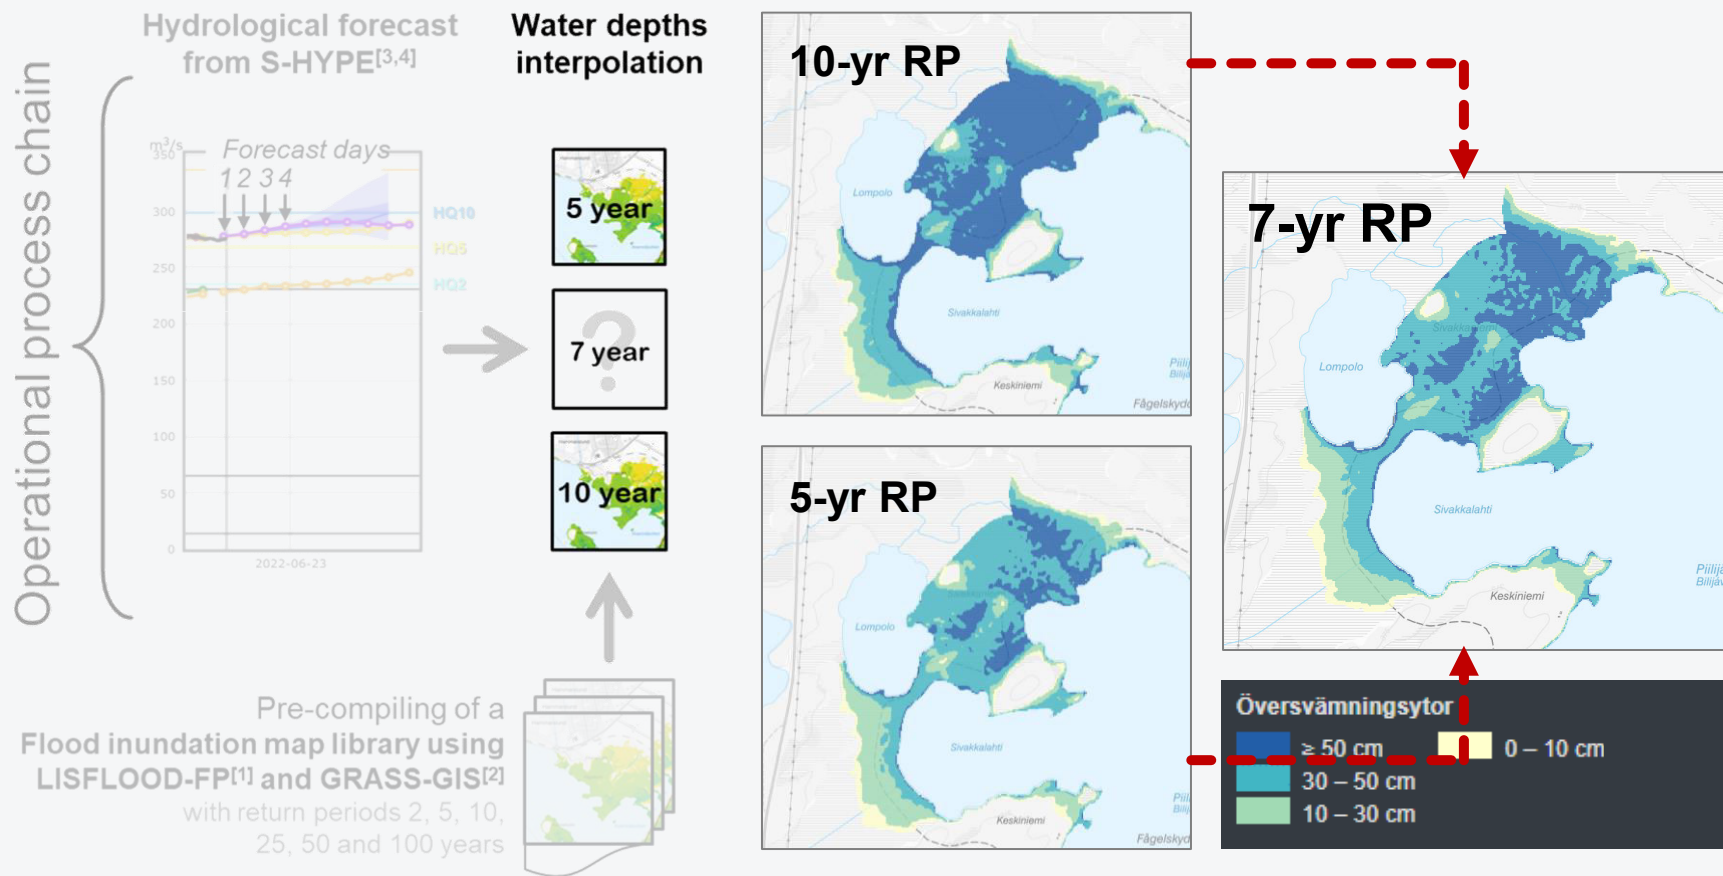 Operational process chain
Hydrological forecast
from S-HYPE[3,4]
m³/s
350
300
250
200
150
100
50
0
Forecast days
1 2 3 4
HQ10
HQ5
HQ2
2022-06-23
Water depths
interpolation
5 year
?
7 year
10 year
Pre-compiling of a
Flood inundation map library using
LISFLOOD-FP[1] and GRASS-GIS[2]
with return periods 2, 5, 10,
25, 50 and 100 years
10-yr RP
Lompolo
Sivakkalahti
Keskiniemi
Fågelskydd
5-yr RP
Lompolo
Sivakkalahti
Keskiniemi
Fågelskyd
7-yr RP
Lompolo
Sivakkalahti
Keskiniemi
Översvämningsytor
≥ 50 cm
0 – 10 cm
30 – 50 cm
10 – 30 cm